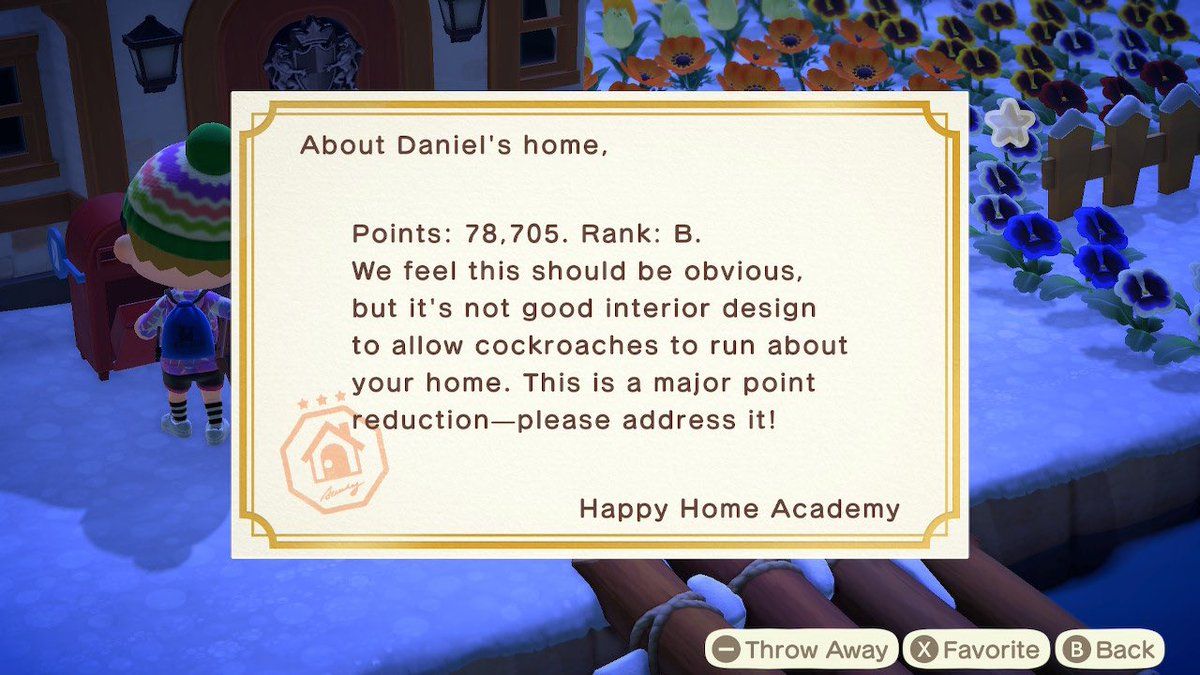 About Daniel's home,
Points: 78,705. Rank: B.
We feel this should be obvious,
but it's not good interior design
to allow cockroaches to run about
your home. This is a major point
reduction—please address it!
Academy
Happy Home Academy
− Throw Away X Favorite B Back